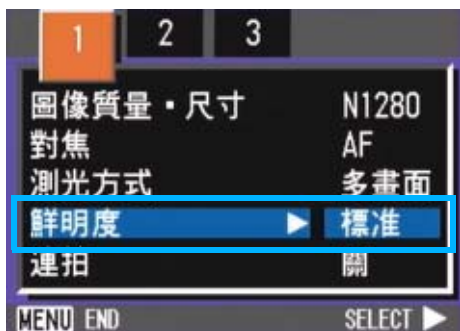 1 2 3
圖像質量・尺寸 N1280
對焦 AF
測光方式 多畫面
鮮明度 ▶ 標准
連拍 關
MENU END SELECT ▶